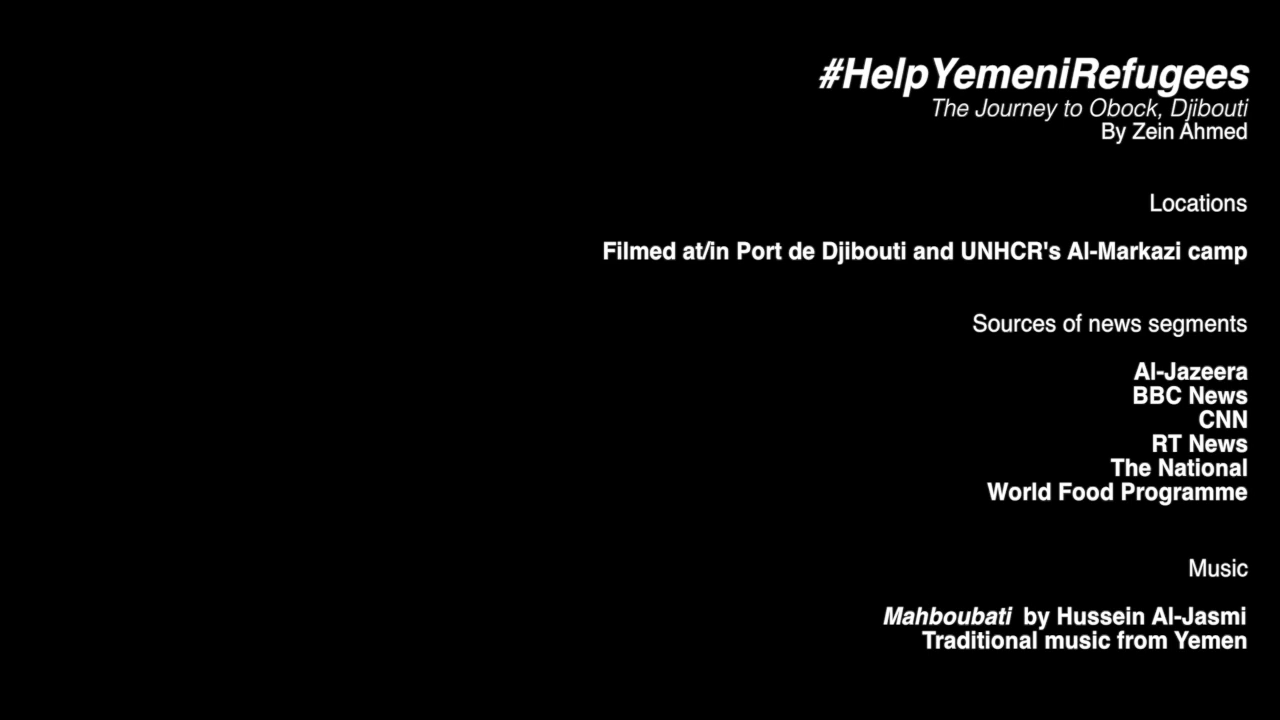 #HelpYemeniRefugees
The Journey to Obock, Djibouti
By Zein Ahmed
Locations
Filmed at/in Port de Djibouti and UNHCR's Al-Markazi camp
Sources of news segments
Al-Jazeera
BBC News
CNN
RT News
The National
World Food Programme
Music
Mahboubati by Hussein Al-Jasmi
Traditional music from Yemen